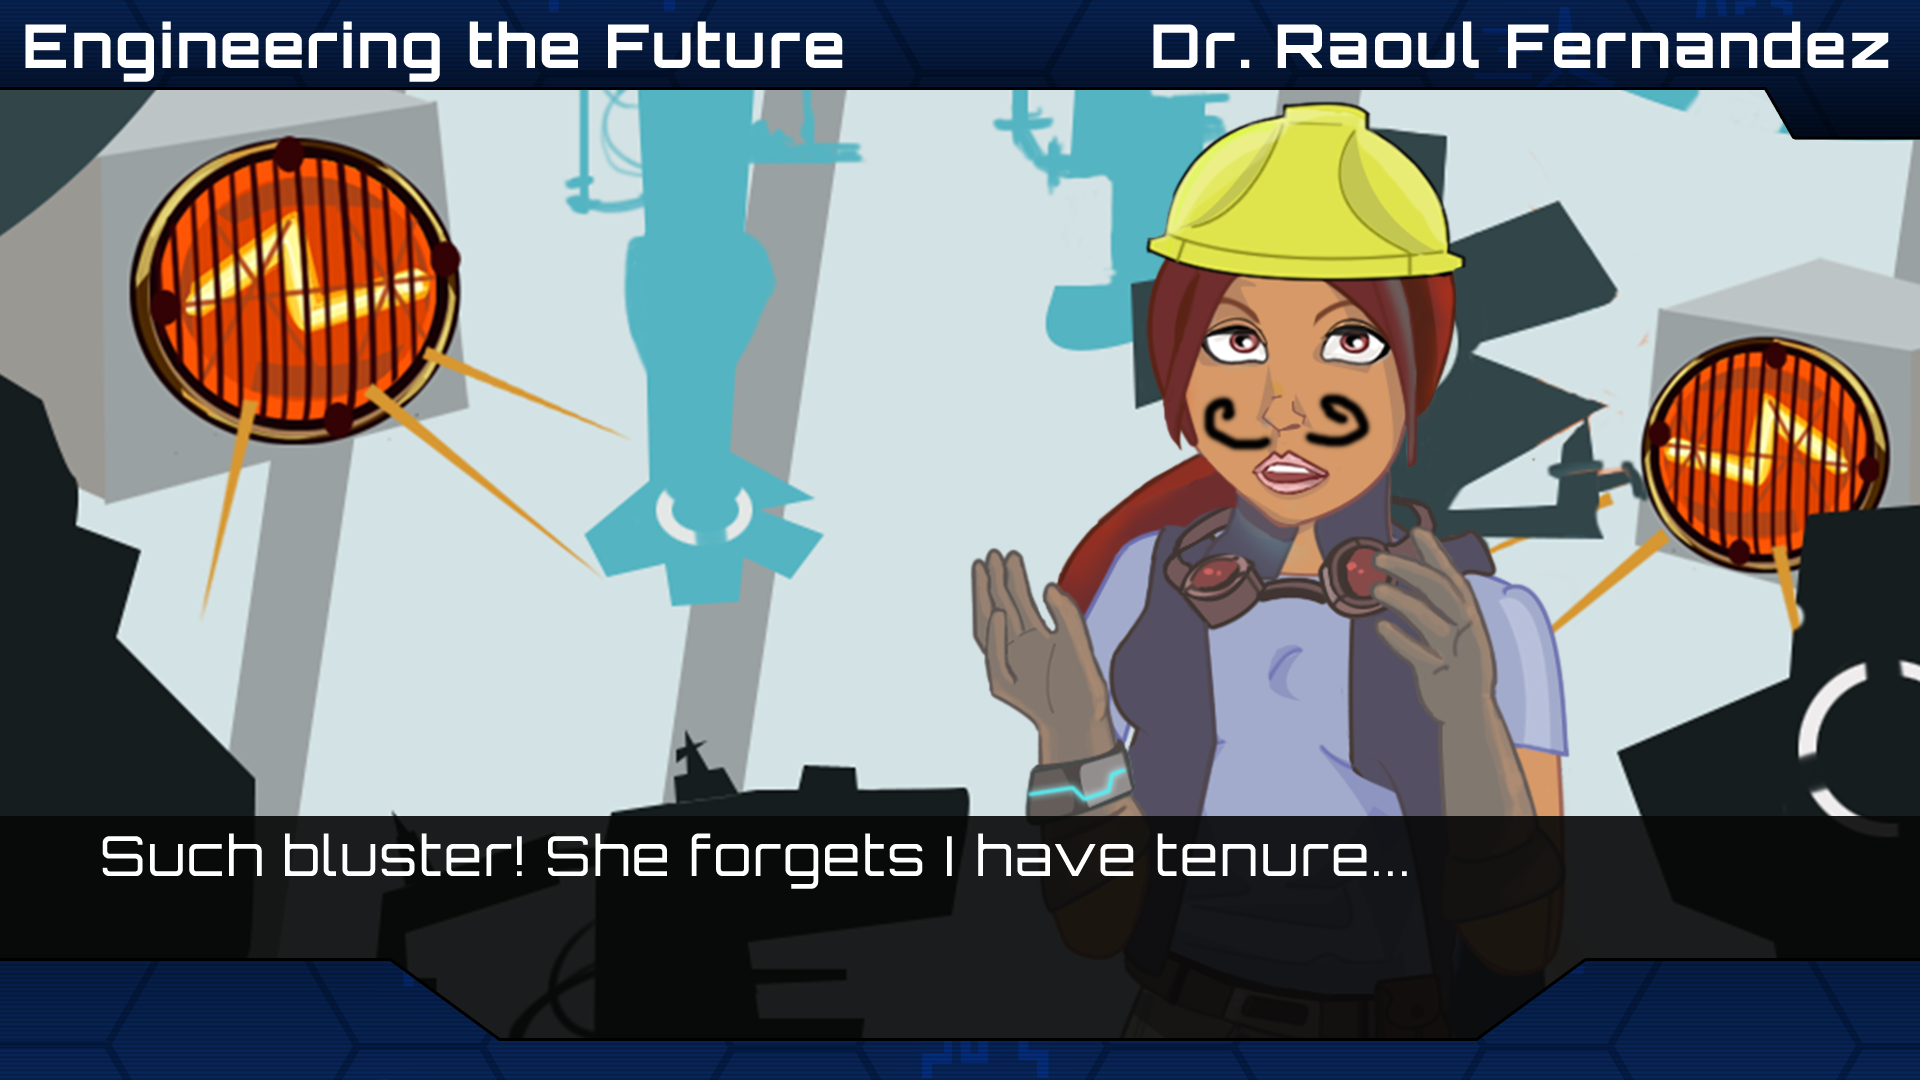 Engineering the Future
Dr. Raoul Fernandez
Such bluster! She forgets I have tenure...